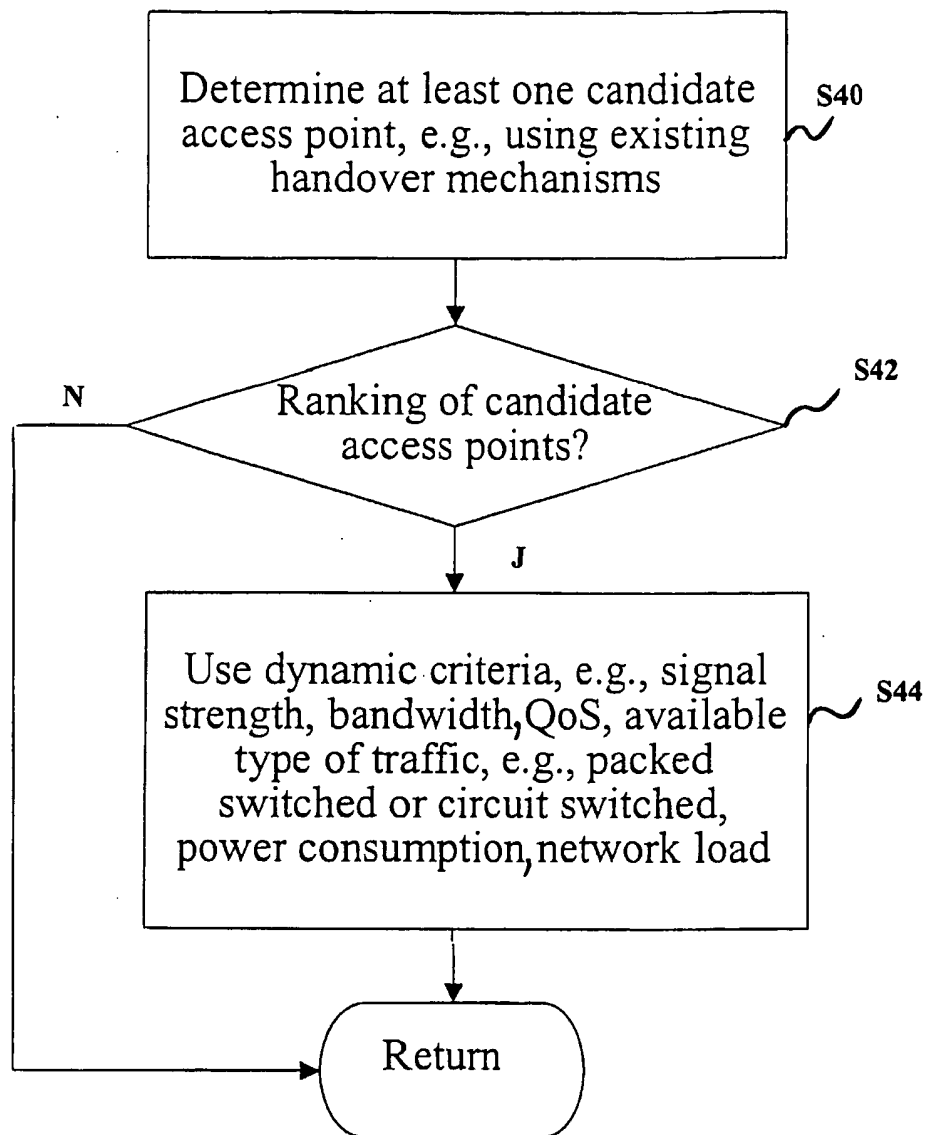 Determine at least one candidate
access point, e.g., using existing
handover mechanisms
S40
Ranking of candidate
access points?
S42
N
J
Use dynamic criteria, e.g., signal
strength, bandwidth, QoS, available
type of traffic, e.g., packed
switched or circuit switched,
power consumption, network load
S44
Return